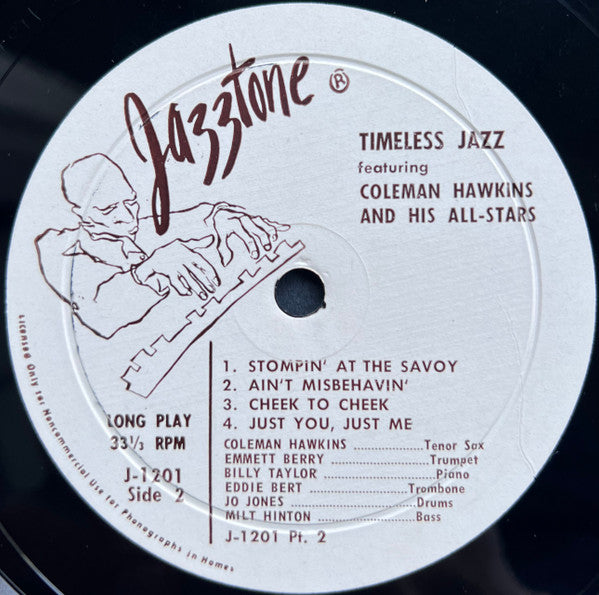 Jazztone ®
TIMELESS JAZZ
featuring
COLEMAN HAWKINS
AND HIS ALL-STARS
1. STOMPIN' AT THE SAVOY
2. AIN'T MISBEHAVIN'
3. CHEEK TO CHEEK
4. JUST YOU, JUST ME
LONG PLAY
33⅓ RPM
J-1201
Side 2
COLEMAN HAWKINS ............Tenor Sax
EMMETT BERRY .................Trumpet
BILLY TAYLOR ....................Piano
EDDIE BERT ...............Trombone
JO JONES ......................Drums
MILT HINTON ....................Bass
J-1201 Pt. 2
Licensed Only for Noncommercial Use for Phonographs in Homes